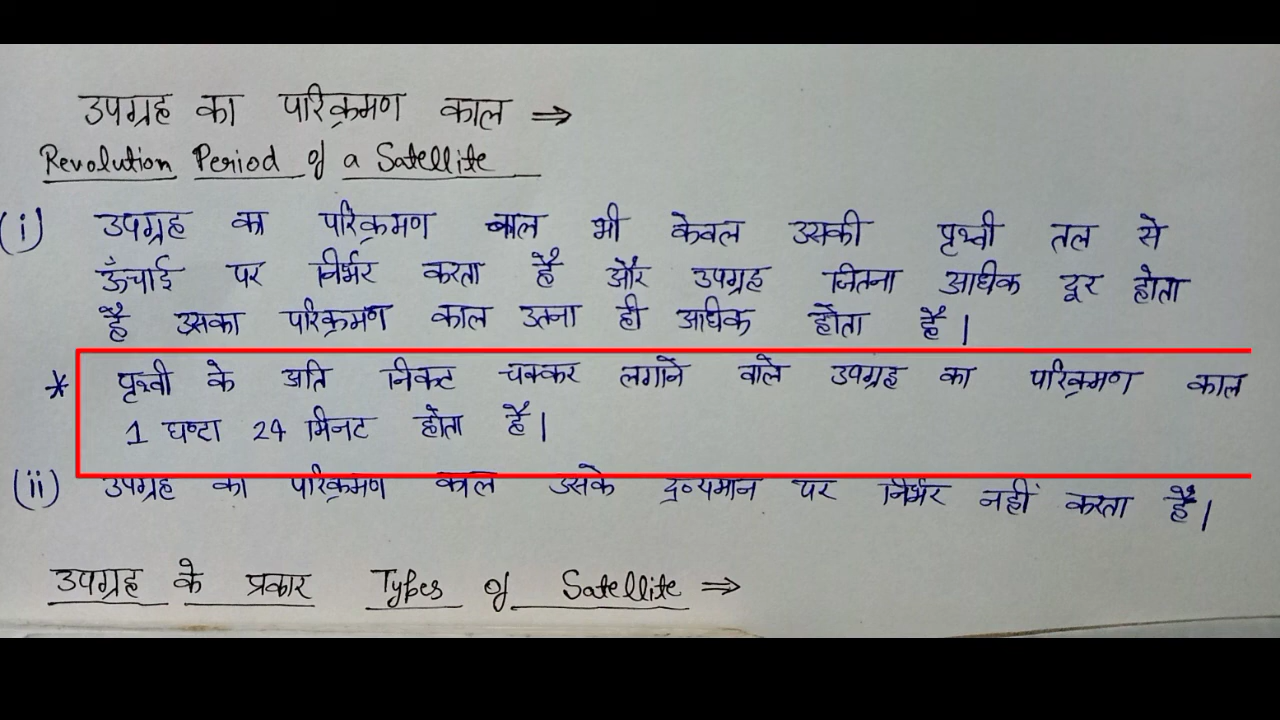 उपग्रह का परिक्रमण काल ⇒
Revolution Period of a Satellite
(i) उपग्रह का परिक्रमण काल भी केवल उसकी पृथ्वी तल से
ऊँचाई पर निर्भर करता है और उपग्रह जितना अधिक दूर होता
है उसका परिक्रमण काल उतना ही अधिक होता है।
* पृथ्वी के अति निकट चक्कर लगाने वाले उपग्रह का परिक्रमण काल
1 घण्टा 24 मिनट होता है।
(ii) उपग्रह का परिक्रमण काल उसके द्रव्यमान पर निर्भर नहीं करता है।
उपग्रह के प्रकार Types of Satellite ⇒